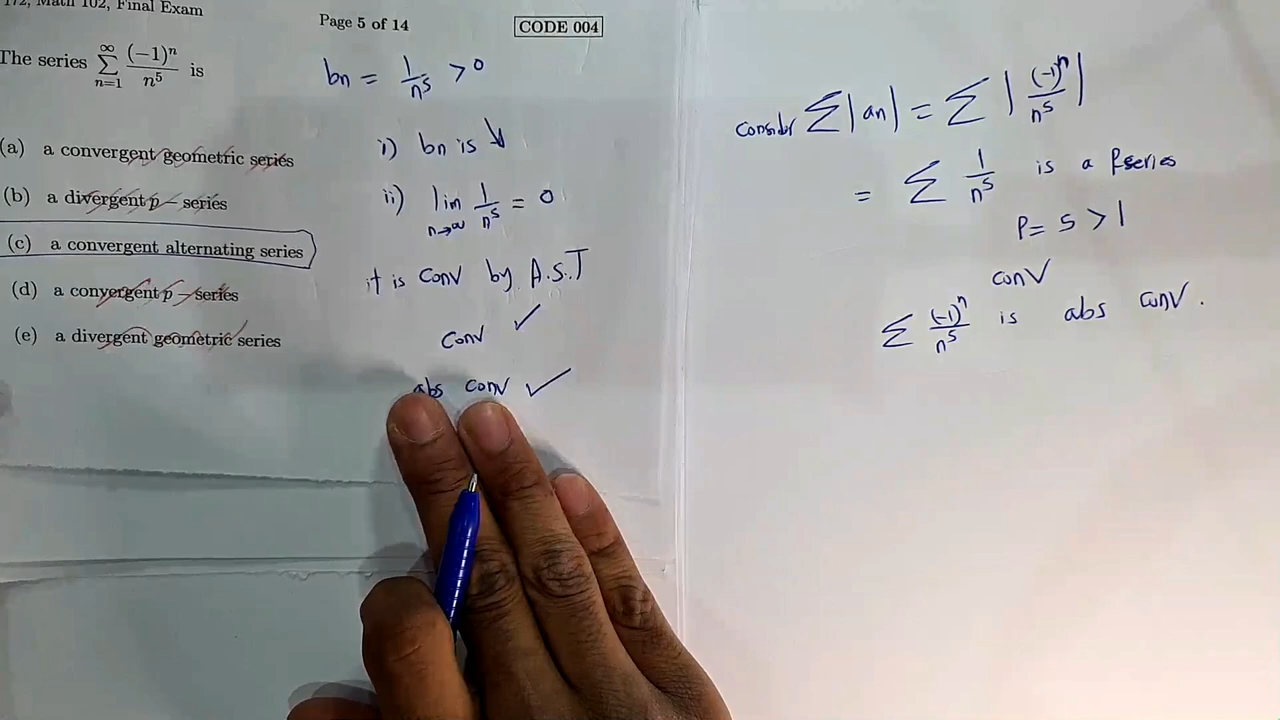 172, Math 102, Final Exam
Page 5 of 14
CODE 004
The series ∑_{n=1}^{∞} (-1)^n / n^5 is
(a) a convergent geometric series
(b) a divergent p – series
(c) a convergent alternating series
(d) a convergent p – series
(e) a divergent geometric series
bn = 1/n^5 > 0
i) bn is ↘
ii) lim_{n→∞} 1/n^5 = 0
it is conv by A.S.T
conv ✓
abs conv ✓
consider ∑|an| = ∑ |(-1)^n / n^5|
= ∑ 1/n^5 is a Pseries
P = 5 > 1
conv
∑ (-1)^n / n^5 is abs conv.